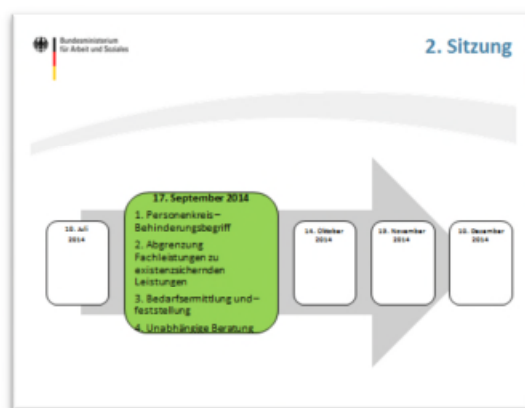 Bundesministerium
für Arbeit und Soziales
2. Sitzung
10. Juli
2014
17. September 2014
1. Personenkreis –
Behinderungsbegriff
2. Abgrenzung
Fachleistungen zu
existenzsichernden
Leistungen
3. Bedarfsermittlung und –
feststellung
4. Unabhängige Beratung
14. Oktober
2014
19. November
2014
10. Dezember
2014